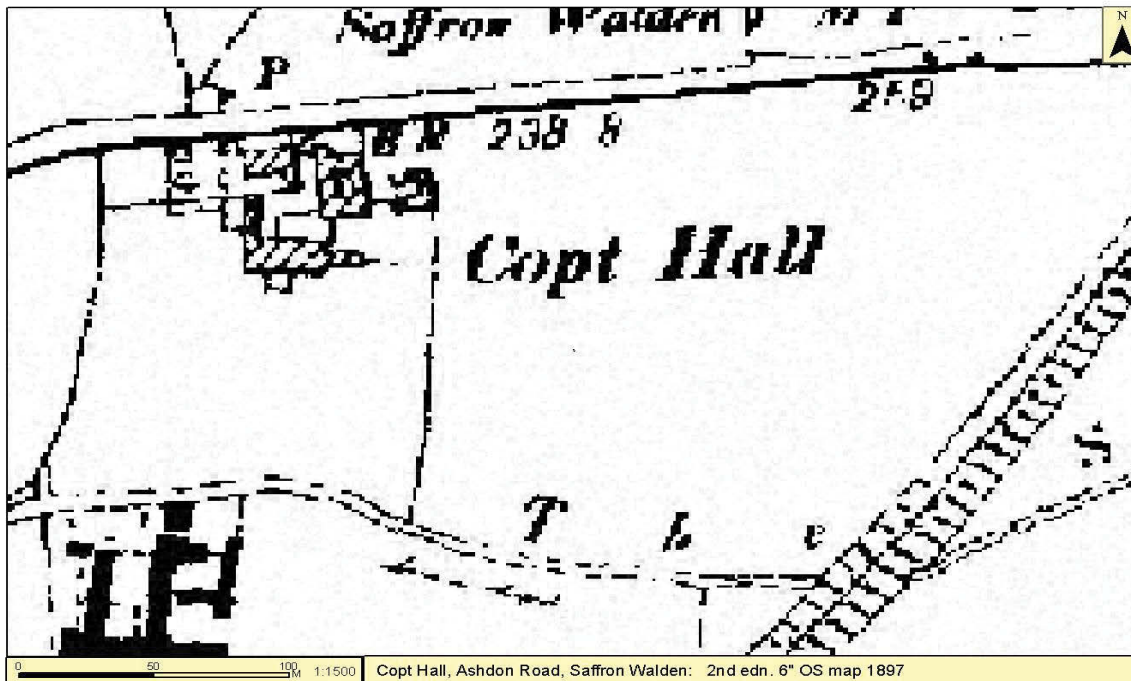 Saffron Walden
N
P
B M 238 8
Copt Hall
T h e
S
0 50 100 M 1:1500
Copt Hall, Ashdon Road, Saffron Walden: 2nd edn. 6" OS map 1897